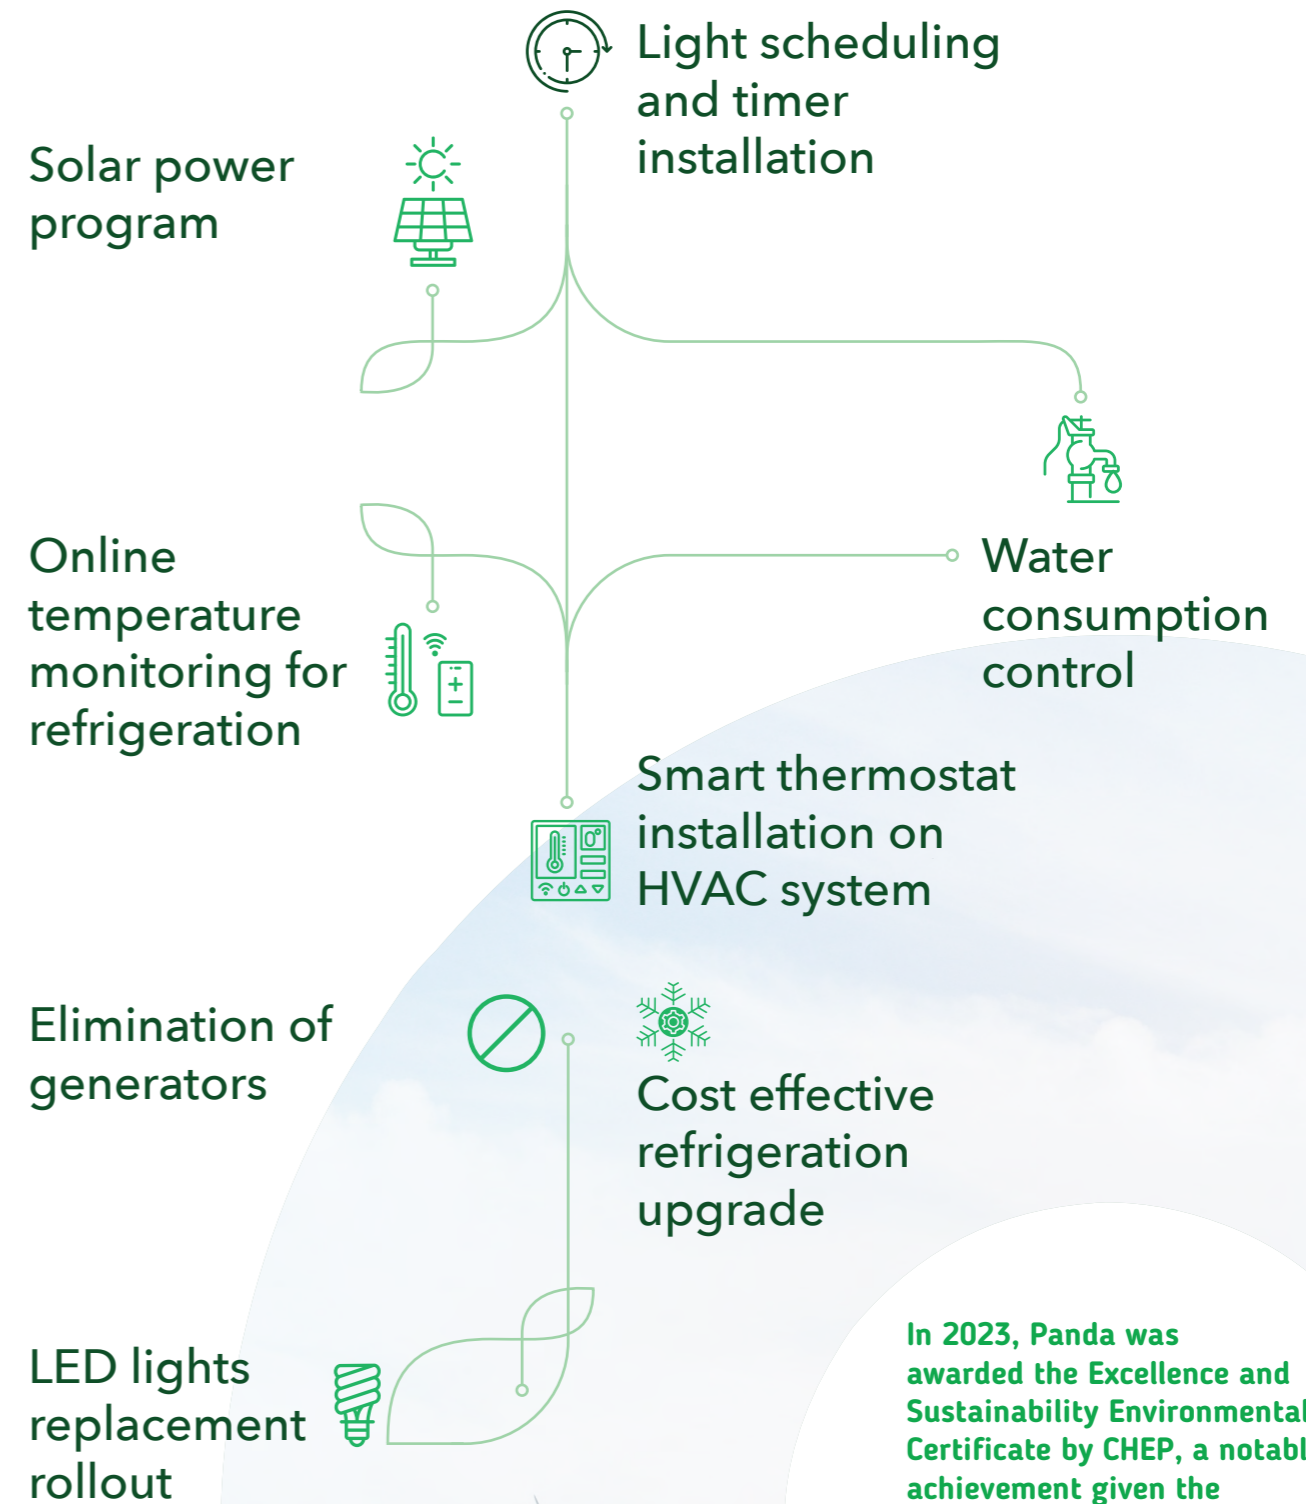 Light scheduling
and timer
installation
Solar power
program
Online
temperature
monitoring for
refrigeration
Water
consumption
control
Smart thermostat
installation on
HVAC system
Elimination of
generators
Cost effective
refrigeration
upgrade
LED lights
replacement
rollout
In 2023, Panda was
awarded the Excellence and
Sustainability Environmental
Certificate by CHEP, a notabl
achievement given the